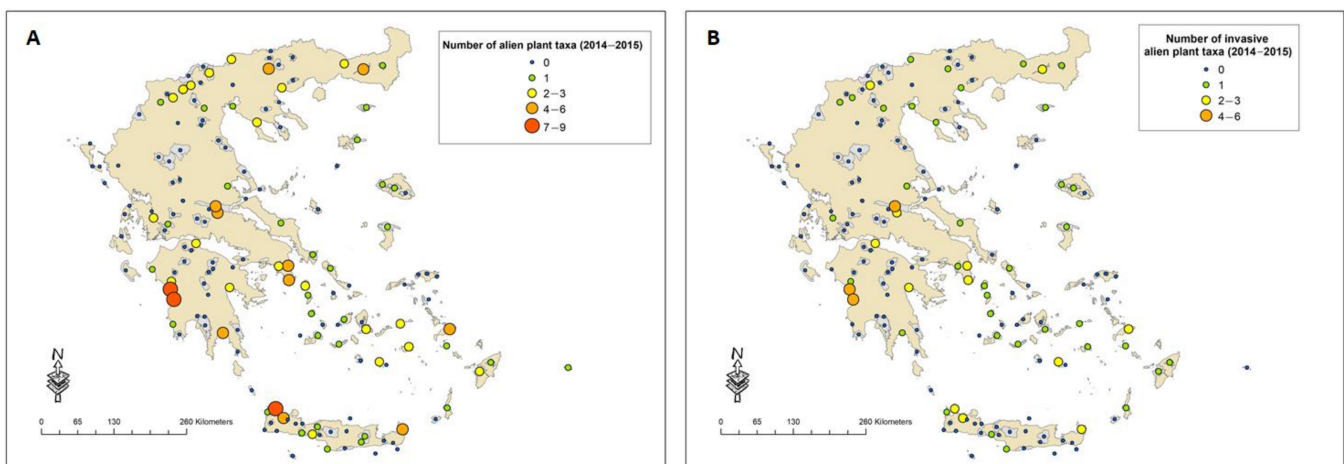 A
Number of alien plant taxa (2014–2015)
0
1
2–3
4–6
7–9
N
0 65 130 260 Kilometers
B
Number of invasive
alien plant taxa (2014–2015)
0
1
2–3
4–6
N
0 65 130 260 Kilometers